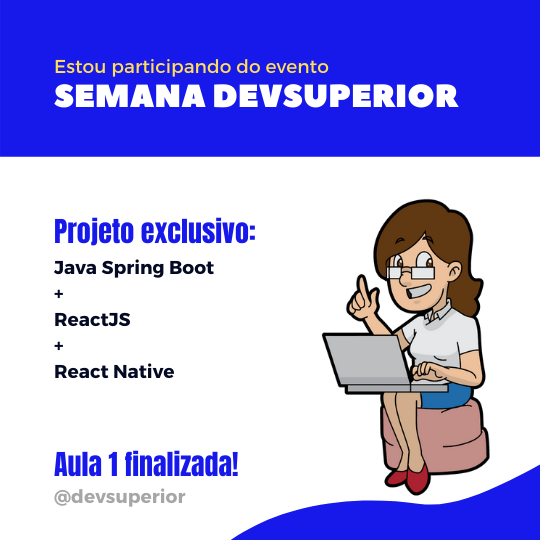 Estou participando do evento
SEMANA DEVSUPERIOR
Projeto exclusivo:
Java Spring Boot
+
ReactJS
+
React Native
Aula 1 finalizada!
@devsuperior